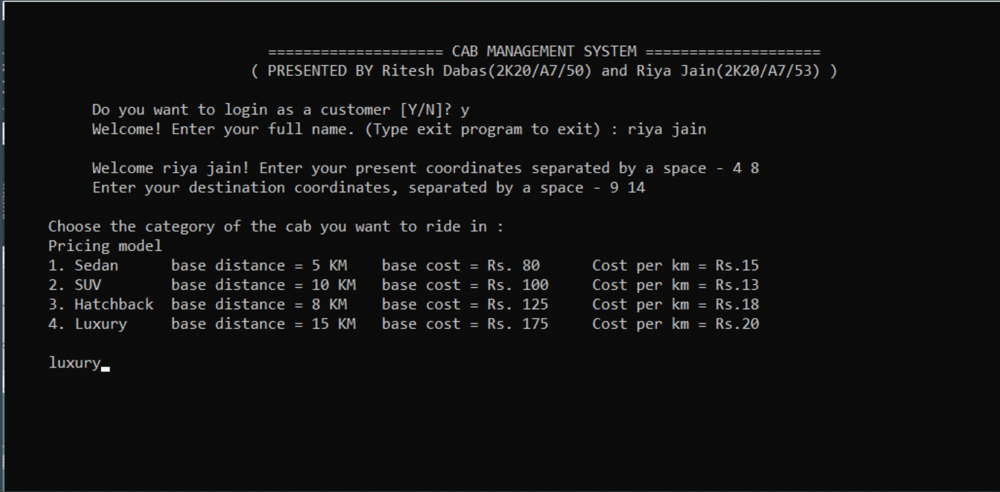 ==================== CAB MANAGEMENT SYSTEM ====================
( PRESENTED BY Ritesh Dabas(2K20/A7/50) and Riya Jain(2K20/A7/53) )
Do you want to login as a customer [Y/N]? y
Welcome! Enter your full name. (Type exit program to exit) : riya jain
Welcome riya jain! Enter your present coordinates separated by a space - 4 8
Enter your destination coordinates, separated by a space - 9 14
Choose the category of the cab you want to ride in :
Pricing model
1. Sedan      base distance = 5 KM    base cost = Rs. 80      Cost per km = Rs.15
2. SUV        base distance = 10 KM   base cost = Rs. 100     Cost per km = Rs.13
3. Hatchback  base distance = 8 KM    base cost = Rs. 125     Cost per km = Rs.18
4. Luxury     base distance = 15 KM   base cost = Rs. 175     Cost per km = Rs.20
luxury